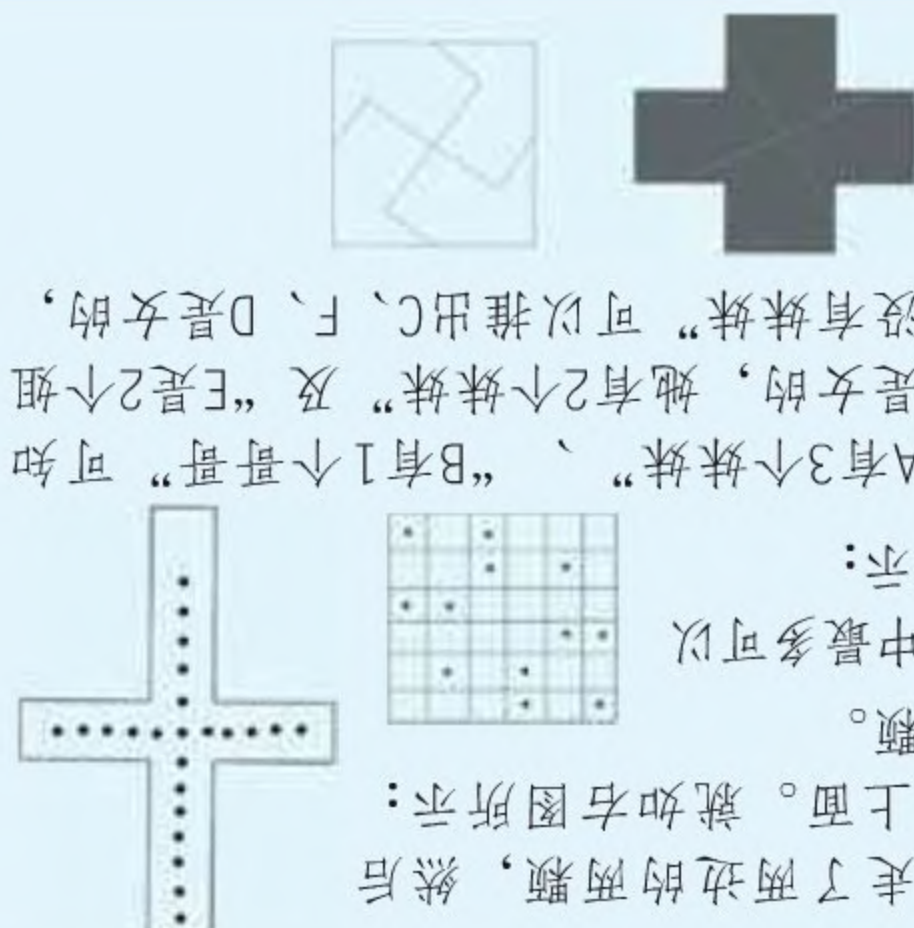 走了两边的两颗，然后
上面。就如右图所示：
颗。
中最多可以
示：
A有3个妹妹”、“B有1个哥哥”可知
是女的，她有2个妹妹”及“E是2个姐
没有妹妹”可以推出C、F、D是女的，